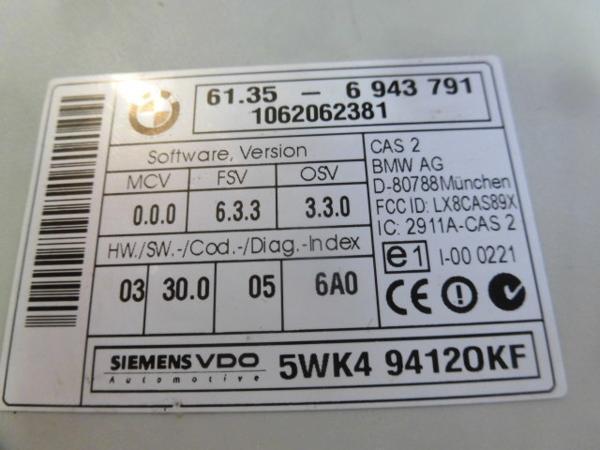 61.35 - 6 943 791
1062062381
Software, Version
MCV FSV OSV
0.0.0 6.3.3 3.3.0
HW./SW.-/Cod.-/Diag.-Index
03 30.0 05 6A0
CAS 2
BMW AG
D-80788München
FCC ID: LX8CAS89X
IC: 2911A-CAS 2
e1 I-00 0221
CE
SIEMENS VDO
Automotive
5WK4 94120KF